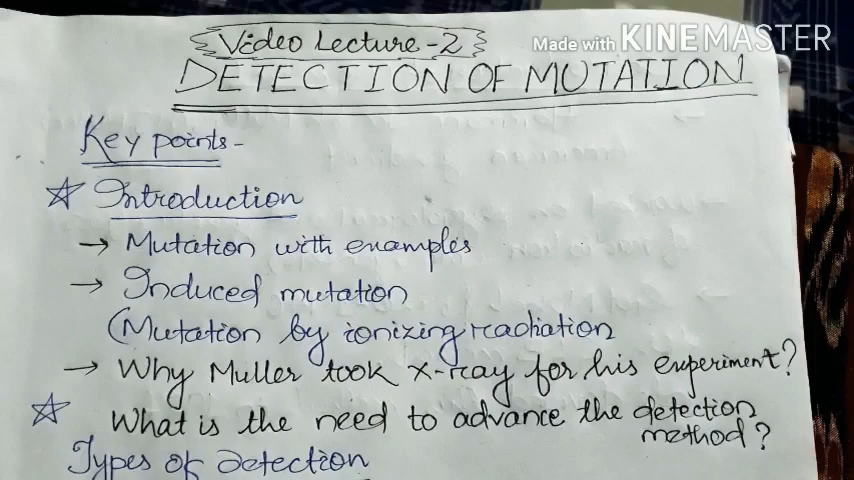 Video Lecture-2
Made with KINEMASTER
DETECTION OF MUTATION
Key points-
Introduction
→ Mutation with examples
→ Induced mutation
(Mutation by ionizing radiation
→ Why Muller took x-ray for his experiment?
What is the need to advance the detection
method?
Types of detection